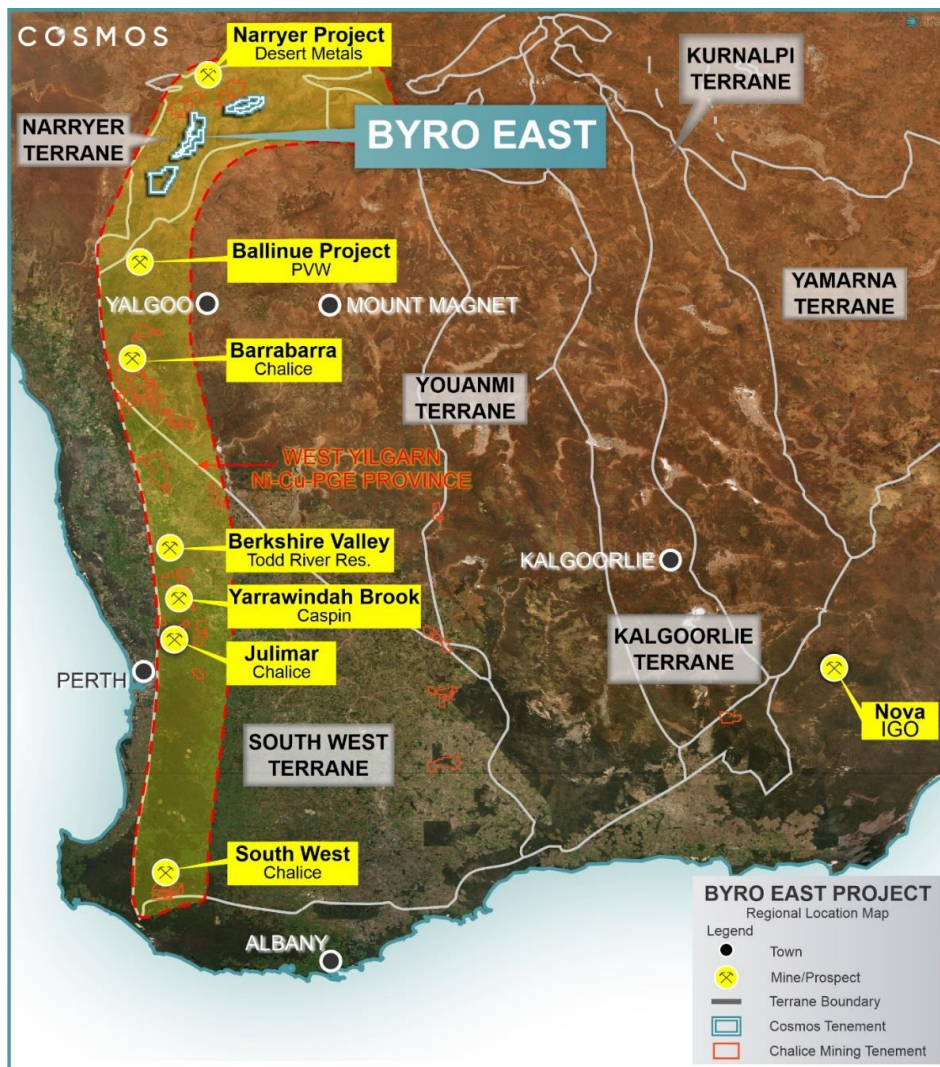 COSMOS
Narryer Project
Desert Metals
KURNALPI
TERRANE
NARRYER
TERRANE
BYRO EAST
Ballinue Project
PVW
YAMARNA
TERRANE
YALGOO
MOUNT MAGNET
Barrabarra
Chalice
YOUANMI
TERRANE
WEST YILGARN
Ni-Cu-PGE PROVINCE
Berkshire Valley
Todd River Res.
KALGOORLIE
Yarrawindah Brook
Caspin
Julimar
Chalice
KALGOORLIE
TERRANE
PERTH
Nova
IGO
SOUTH WEST
TERRANE
South West
Chalice
ALBANY
BYRO EAST PROJECT
Regional Location Map
Legend
Town
Mine/Prospect
Terrane Boundary
Cosmos Tenement
Chalice Mining Tenement